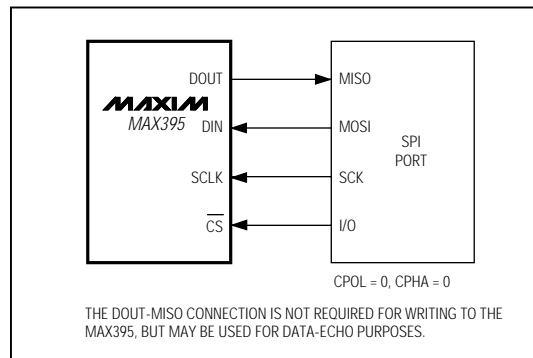 DOUT
MISO
MAXIM
MAX395
DIN
MOSI
SPI
PORT
SCLK
SCK
CS
I/O
CPOL = 0, CPHA = 0
THE DOUT-MISO CONNECTION IS NOT REQUIRED FOR WRITING TO THE
MAX395, BUT MAY BE USED FOR DATA-ECHO PURPOSES.